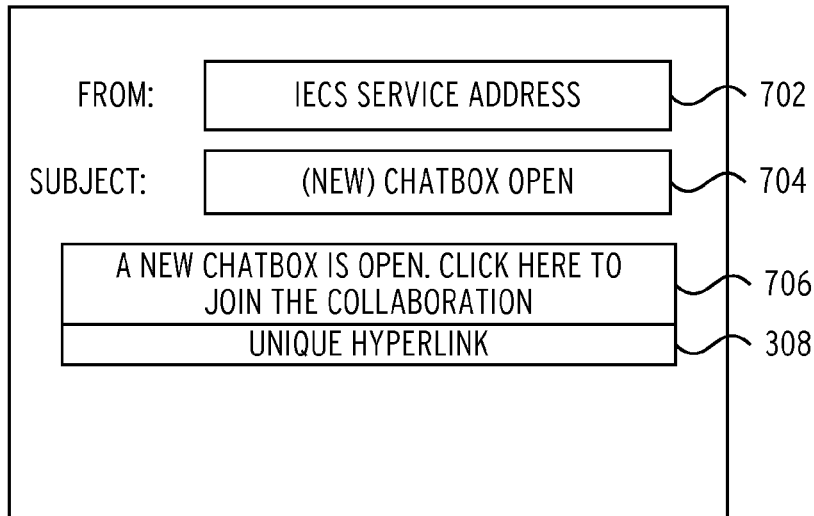 FROM: IECS SERVICE ADDRESS 702
SUBJECT: (NEW) CHATBOX OPEN 704
A NEW CHATBOX IS OPEN. CLICK HERE TO
JOIN THE COLLABORATION 706
UNIQUE HYPERLINK 308